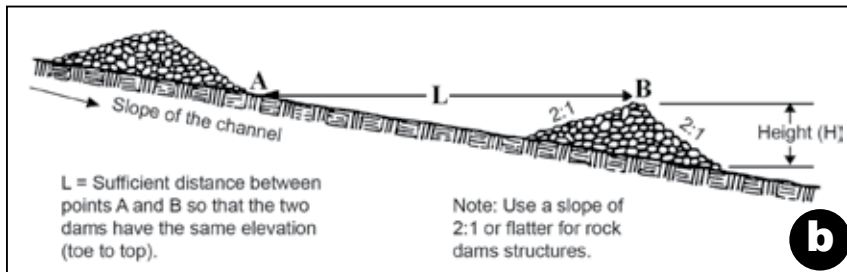 A
L
B
2:1
2:1
Height (H)
Slope of the channel
L = Sufficient distance between
points A and B so that the two
dams have the same elevation
(toe to top).
Note: Use a slope of
2:1 or flatter for rock
dams structures.
b